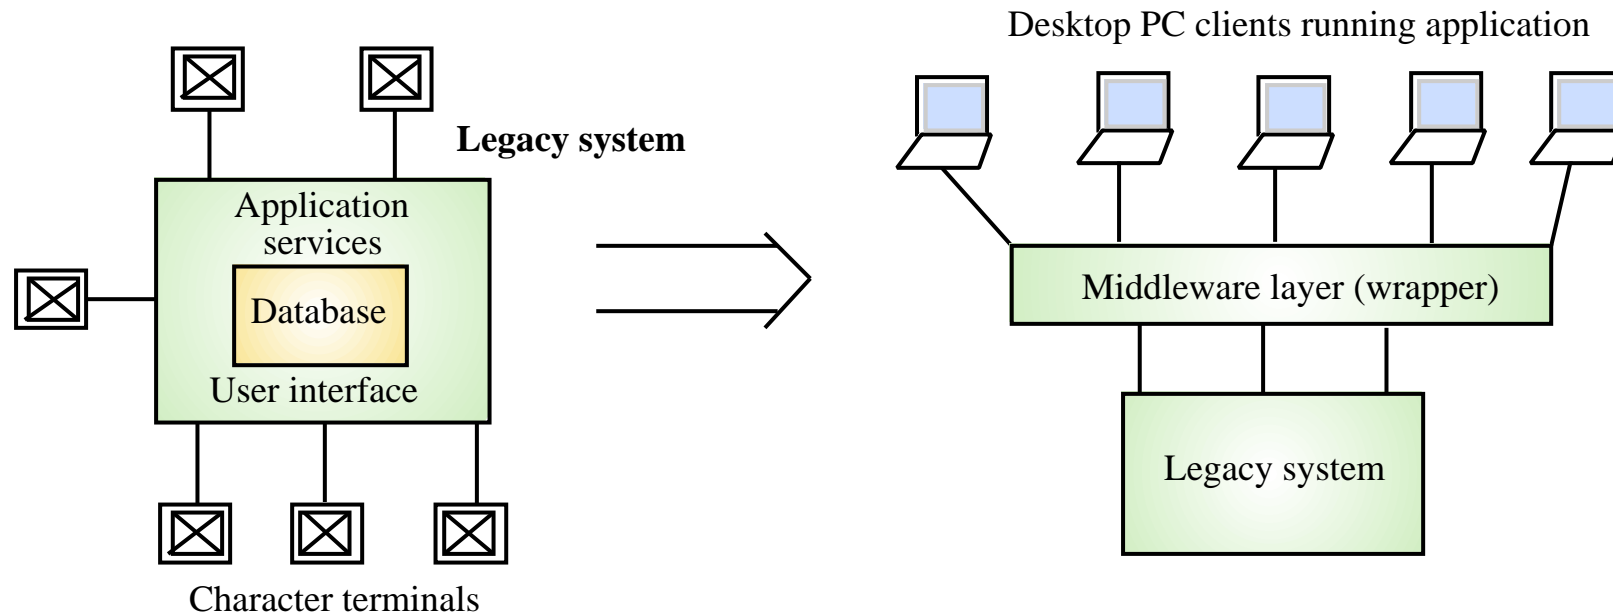 Desktop PC clients running application
Legacy system
Application
services
Database
User interface
Character terminals
Middleware layer (wrapper)
Legacy system